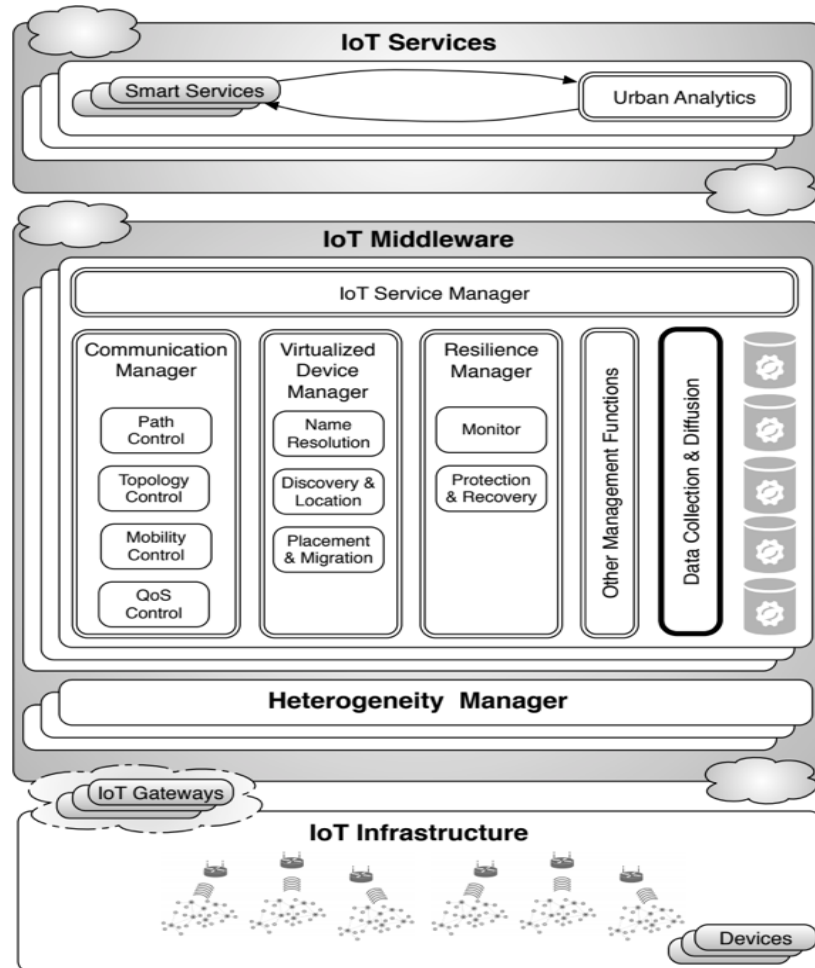 IoT Services
Smart Services
Urban Analytics
IoT Middleware
IoT Service Manager
Communication
Manager
Path
Control
Topology
Control
Mobility
Control
QoS
Control
Virtualized
Device
Manager
Name
Resolution
Discovery &
Location
Placement
& Migration
Resilience
Manager
Monitor
Protection
& Recovery
Other Management Functions
Data Collection & Diffusion
Heterogeneity Manager
IoT Gateways
IoT Infrastructure
Devices